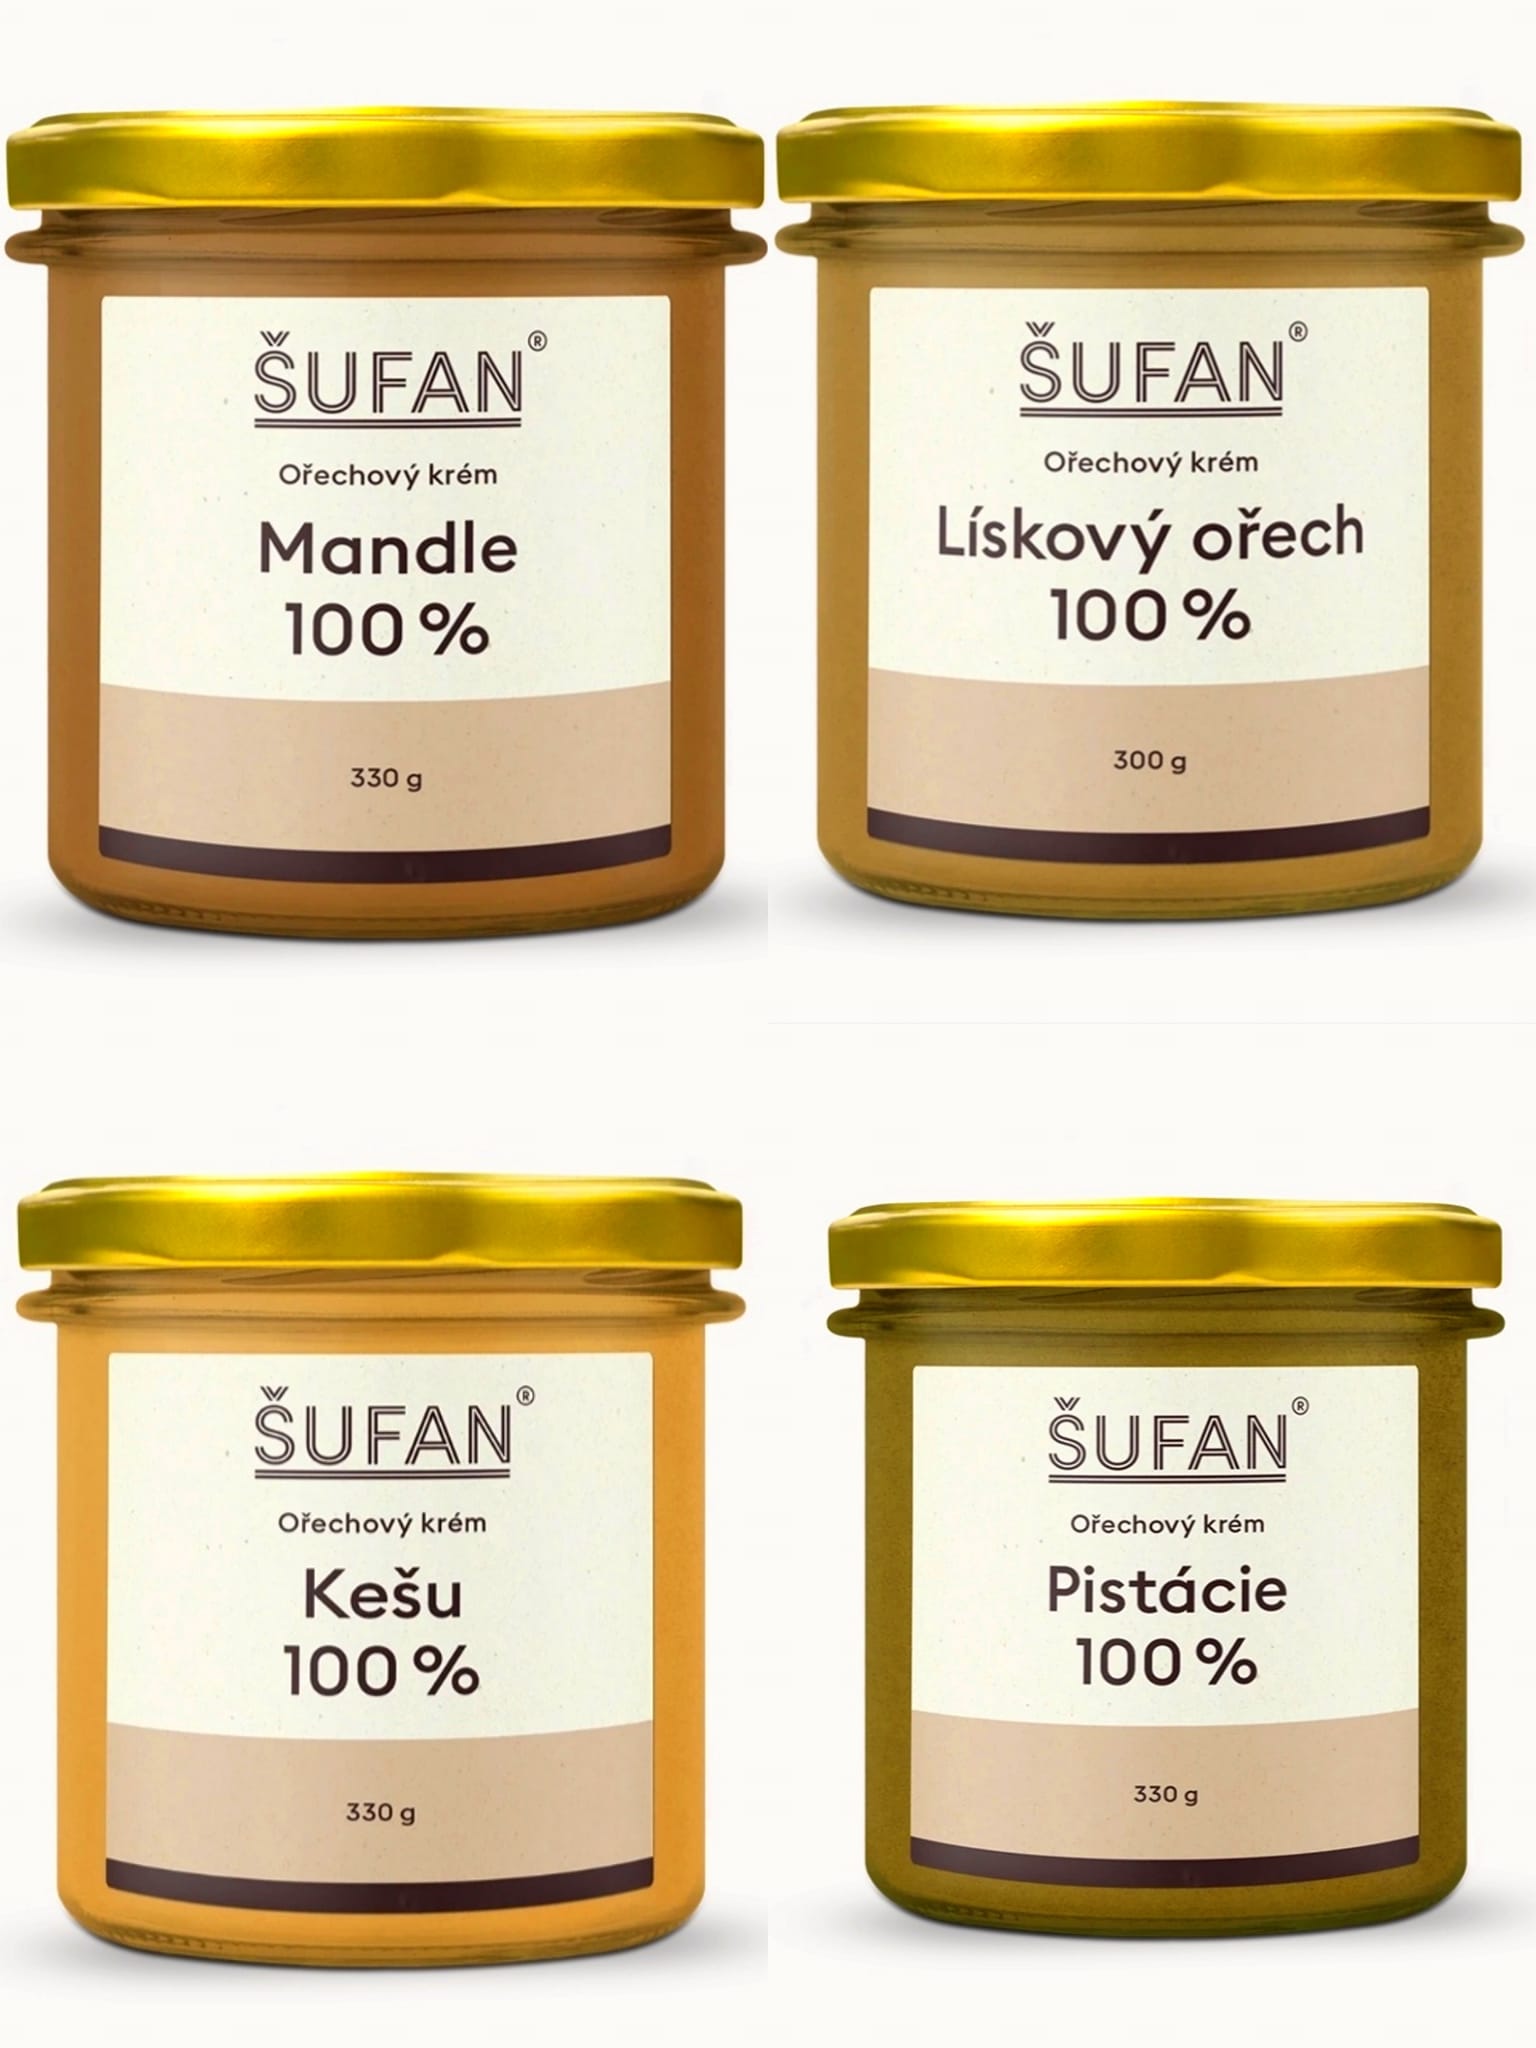 ŠUFAN®
Ořechový krém
Mandle
100 %
330 g
ŠUFAN®
Ořechový krém
Lískový ořech
100 %
300 g
ŠUFAN®
Ořechový krém
Kešu
100 %
330 g
ŠUFAN®
Ořechový krém
Pistácie
100 %
330 g